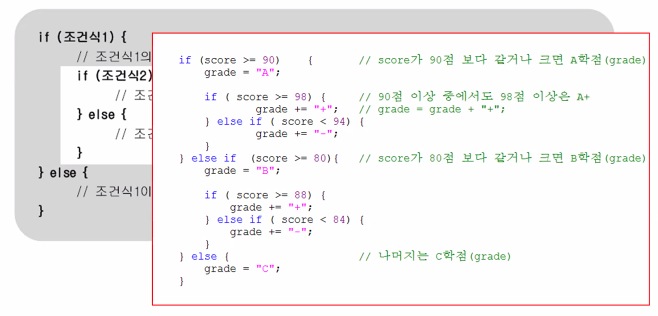 if (조건식1) {
// 조건식1의
if (조건식2)
// 조건
} else {
// 조건
}
} else {
// 조건식1이
}
if (score >= 90) { // score가 90점 보다 같거나 크면 A학점(grade)
grade = "A";
if ( score >= 98) { // 90점 이상 중에서도 98점 이상은 A+
grade += "+"; // grade = grade + "+";
} else if ( score < 94) {
grade += "-";
}
} else if (score >= 80){ // score가 80점 보다 같거나 크면 B학점(grade)
grade = "B";
if ( score >= 88) {
grade += "+";
} else if ( score < 84) {
grade += "-";
}
} else { // 나머지는 C학점(grade)
grade = "C";
}